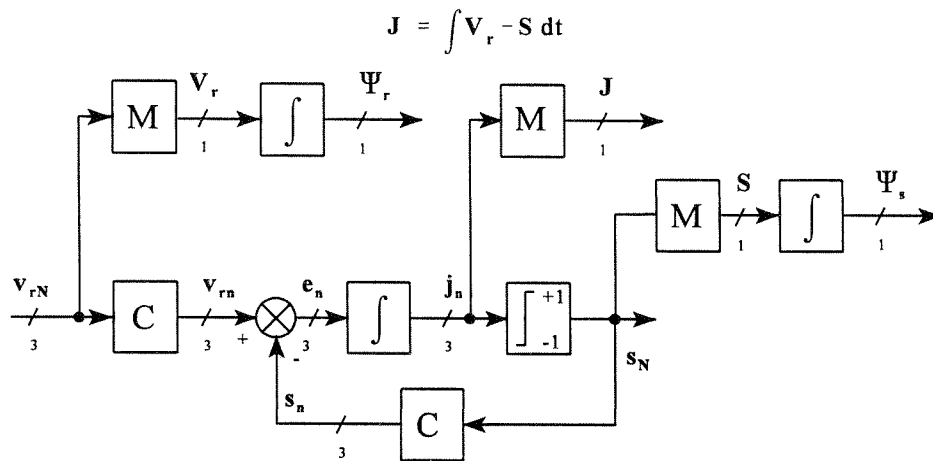 J = ∫ V_r − S dt
V_r Ψ_r J
M ∫ M
1 1 1
S Ψ_s
M ∫
1 1
v_rN v_rn e_n j_n
C ∫ +1
-1
3 3 + 3 3
-
s_N
s_n
C
3